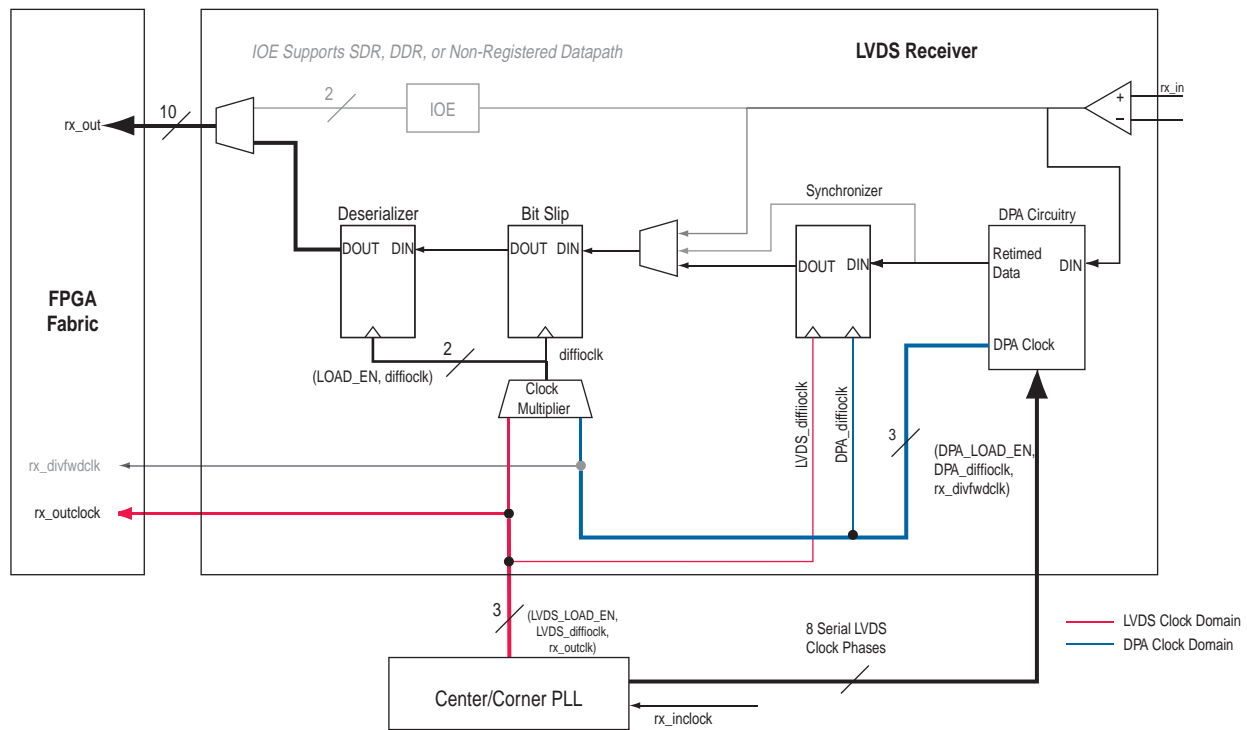 IOE Supports SDR, DDR, or Non-Registered Datapath
LVDS Receiver
2
IOE
+
–
rx_in
10
rx_out
Synchronizer
Deserializer
Bit Slip
DPA Circuitry
DOUT DIN
DOUT DIN
DOUT DIN
Retimed
Data
DIN
FPGA
Fabric
DPA Clock
2
diffioclk
(LOAD_EN, diffioclk)
Clock
Multiplier
LVDS_diffiioclk
DPA_diffioclk
3
(DPA_LOAD_EN,
DPA_diffioclk,
rx_divfwdclk)
rx_divfwdclk
rx_outclock
3
(LVDS_LOAD_EN,
LVDS_diffioclk,
rx_outclk)
8 Serial LVDS
Clock Phases
LVDS Clock Domain
DPA Clock Domain
Center/Corner PLL
rx_inclock